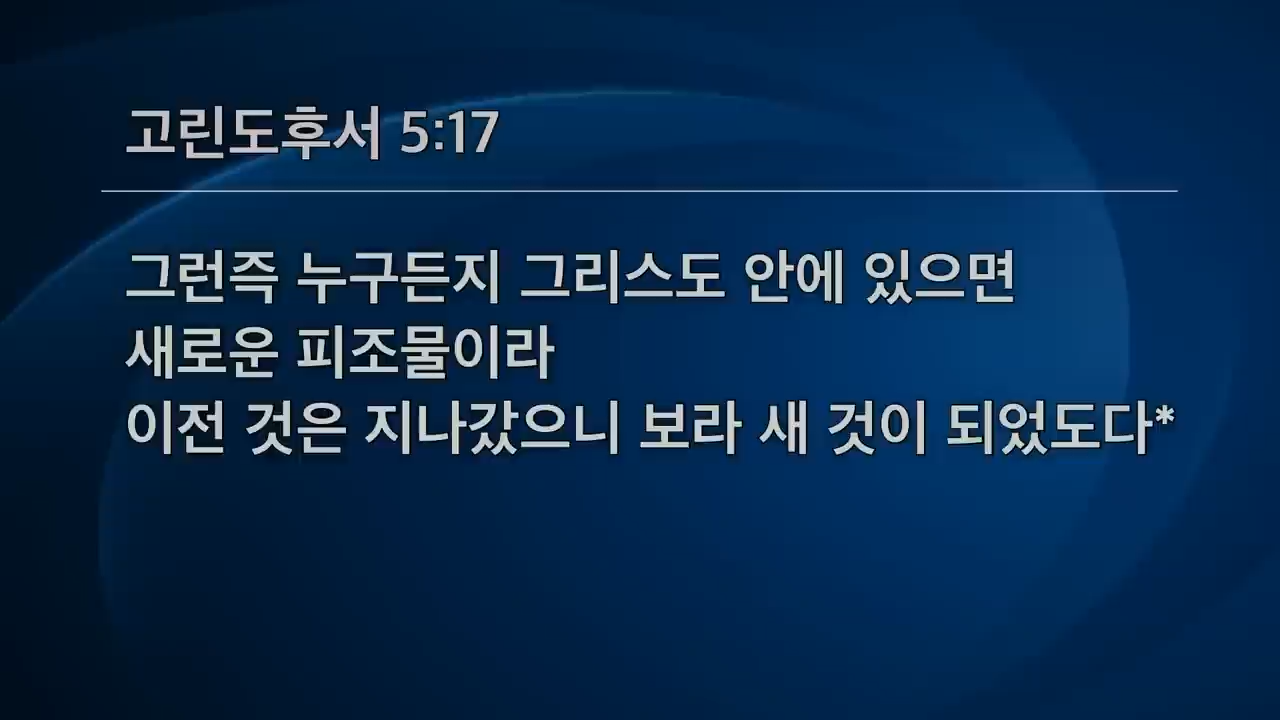 고린도후서 5:17
그런즉 누구든지 그리스도 안에 있으면
새로운 피조물이라
이전 것은 지나갔으니 보라 새 것이 되었도다*